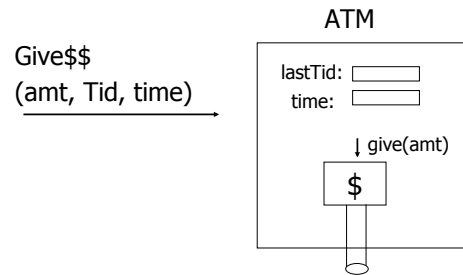 ATM
Give$$
(amt, Tid, time)
lastTid:
time:
give(amt)
$